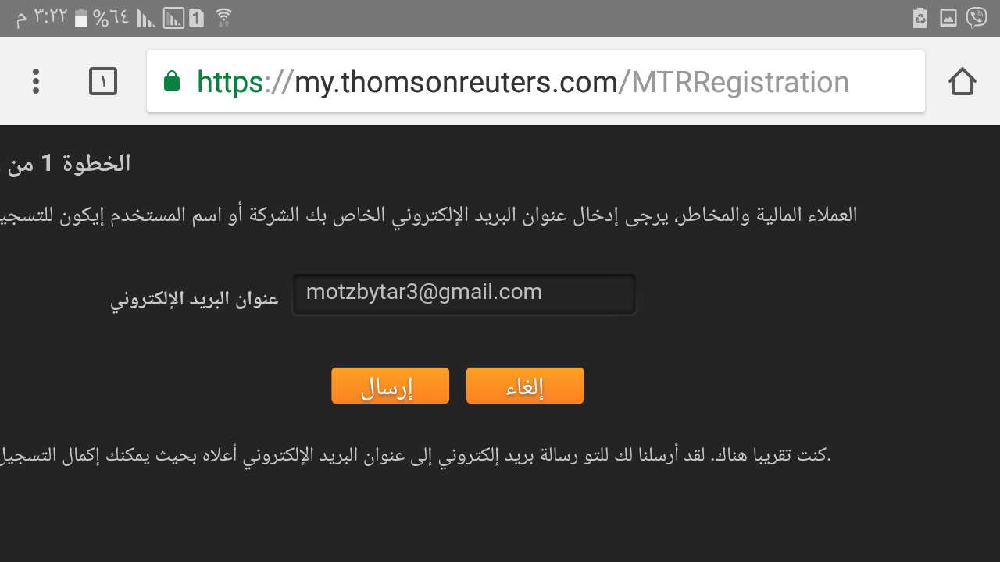 م ٣:٢٢ %٦٤ 1
١ https://my.thomsonreuters.com/MTRRegistration
الخطوة 1 من
العملاء المالية والمخاطر، يرجى إدخال عنوان البريد الإلكتروني الخاص بك الشركة أو اسم المستخدم إيكون للتسجي
عنوان البريد الإلكتروني motzbytar3@gmail.com
إرسال إلغاء
كنت تقريبا هناك. لقد أرسلنا لك للتو رسالة بريد إلكتروني إلى عنوان البريد الإلكتروني أعلاه بحيث يمكنك إكمال التسجيل.